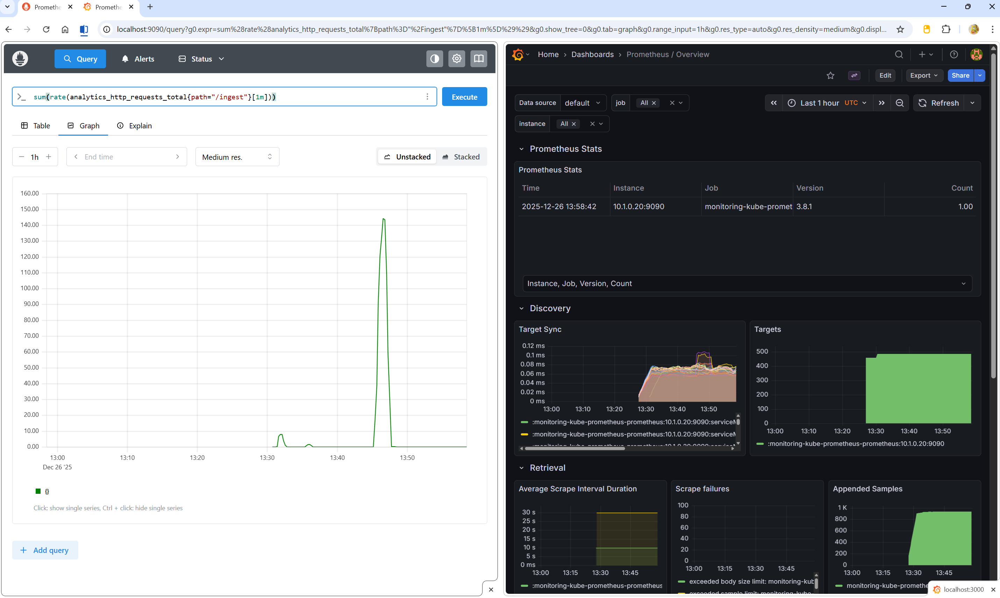 Promethe
Promethe
localhost:9090/query?g0.expr=sum%28rate%28analytics_http_requests_total%7Bpath%3D"%2Fingest"%7D%5B1m%5D%29%29&g0.show_tree=0&g0.tab=graph&g0.range_input=1h&g0.res_type=auto&g0.res_density=medium&g0.displ...
Query
Alerts
Status
sum(rate(analytics_http_requests_total{path="/ingest"}[1m]))
Execute
Table
Graph
Explain
1h
End time
Medium res.
Unstacked
Stacked
160.00
150.00
140.00
130.00
120.00
110.00
100.00
90.00
80.00
70.00
60.00
50.00
40.00
30.00
20.00
10.00
0.00
13:00 13:10 13:20 13:30 13:40 13:50
Dec 26 '25
{}
Click: show single series, Ctrl + click: hide single series
Add query
Home › Dashboards › Prometheus / Overview
Edit
Export
Share
Data source default
job All
Last 1 hour UTC
Refresh
instance All
Prometheus Stats
Prometheus Stats
Time Instance Job Version Count
2025-12-26 13:58:42 10.1.0.20:9090 monitoring-kube-promet 3.8.1 1.00
Instance, Job, Version, Count
Discovery
Target Sync
0.12 ms
0.1 ms
0.08 ms
0.06 ms
0.04 ms
0.02 ms
0 ms
13:00 13:10 13:20 13:30 13:40 13:50
:monitoring-kube-prometheus-prometheus:10.1.0.20:9090:serviceM
:monitoring-kube-prometheus-prometheus:10.1.0.20:9090:serviceM
Targets
500
400
300
200
100
0
13:00 13:10 13:20 13:30 13:40 13:50
:monitoring-kube-prometheus-prometheus:10.1.0.20:9090
Retrieval
Average Scrape Interval Duration
30 s
25 s
20 s
15 s
10 s
5 s
0 ms
13:00 13:15 13:30 13:45
:monitoring-kube-prometheus-prometheus
Scrape failures
100
80
60
40
20
0
13:00 13:15 13:30 13:45
exceeded body size limit: monitoring-kub
exceeded sample limit: monitoring-kube-
Appended Samples
1 K
800
600
400
200
0
13:00 13:15 13:30 13:45
monitoring-kube-prometh
localhost:3000